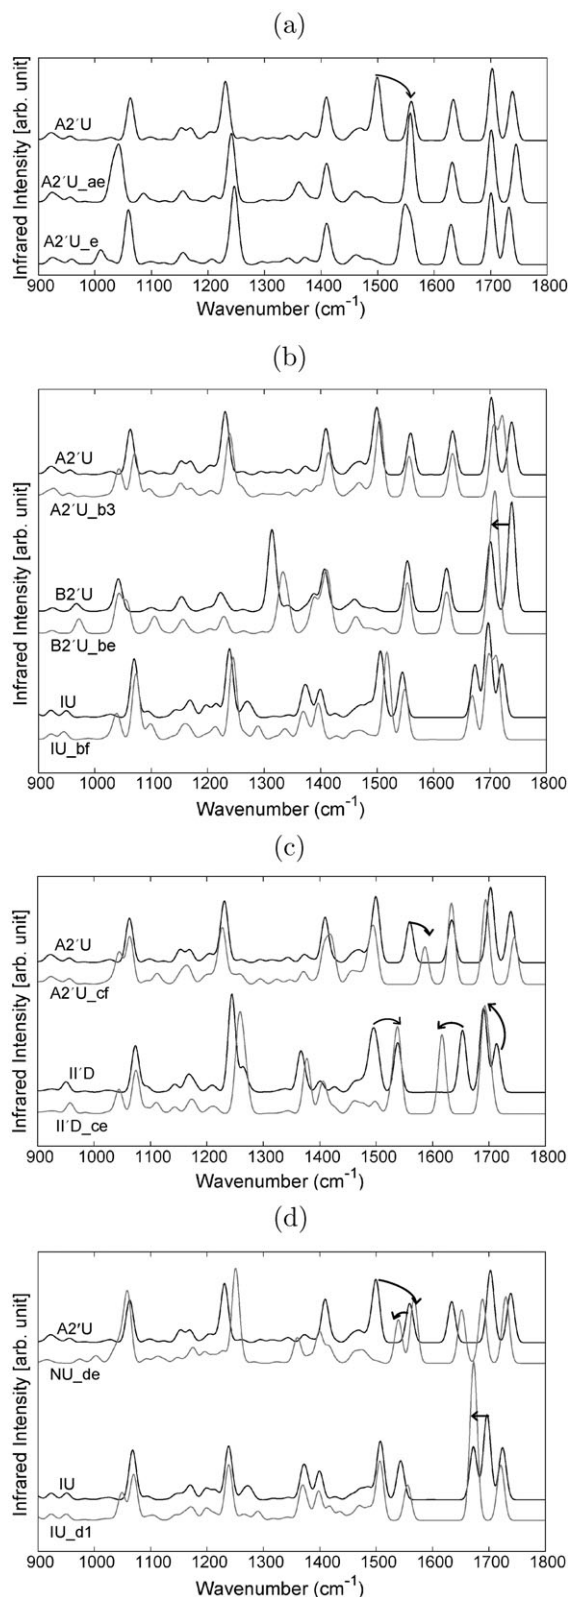 (a)
Infrared Intensity [arb. unit]
A2′U
A2′U_ae
A2′U_e
900 1000 1100 1200 1300 1400 1500 1600 1700 1800
Wavenumber (cm⁻¹)
(b)
Infrared Intensity [arb. unit]
A2′U
A2′U_b3
B2′U
B2′U_be
IU
IU_bf
900 1000 1100 1200 1300 1400 1500 1600 1700 1800
Wavenumber (cm⁻¹)
(c)
Infrared Intensity [arb. unit]
A2′U
A2′U_cf
II′D
II′D_ce
900 1000 1100 1200 1300 1400 1500 1600 1700 1800
Wavenumber (cm⁻¹)
(d)
Infrared Intensity [arb. unit]
A2′U
NU_de
IU
IU_d1
900 1000 1100 1200 1300 1400 1500 1600 1700 1800
Wavenumber (cm⁻¹)